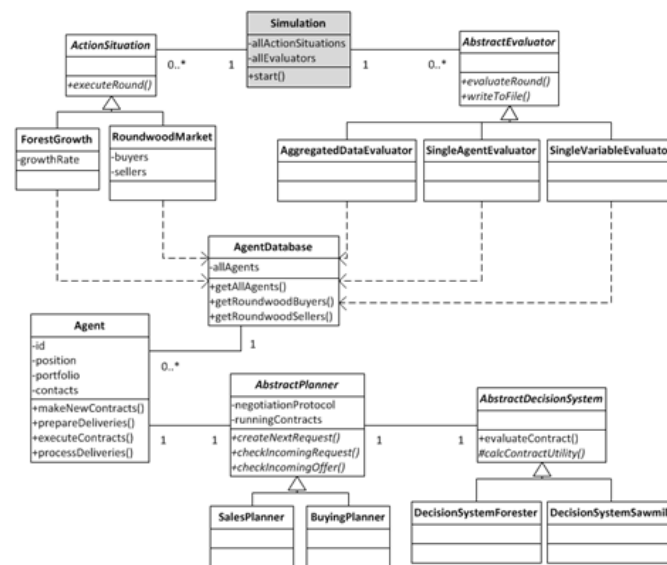 Simulation
-allActionSituations
-allEvaluators
+start()
ActionSituation
+executeRound()
0..*
1
1
0..*
AbstractEvaluator
+evaluateRound()
+writeToFile()
ForestGrowth
-growthRate
RoundwoodMarket
-buyers
-sellers
AggregatedDataEvaluator
SingleAgentEvaluator
SingleVariableEvaluator
AgentDatabase
-allAgents
+getAllAgents()
+getRoundwoodBuyers()
+getRoundwoodSellers()
1
0..*
Agent
-id
-position
-portfolio
-contacts
+makeNewContracts()
+prepareDeliveries()
+executeContracts()
+processDeliveries()
1
1
AbstractPlanner
-negotiationProtocol
-runningContracts
+createNextRequest()
+checkIncomingRequest()
+checkIncomingOffer()
1
1
AbstractDecisionSystem
+evaluateContract()
#calcContractUtility()
SalesPlanner
BuyingPlanner
DecisionSystemForester
DecisionSystemSawmill